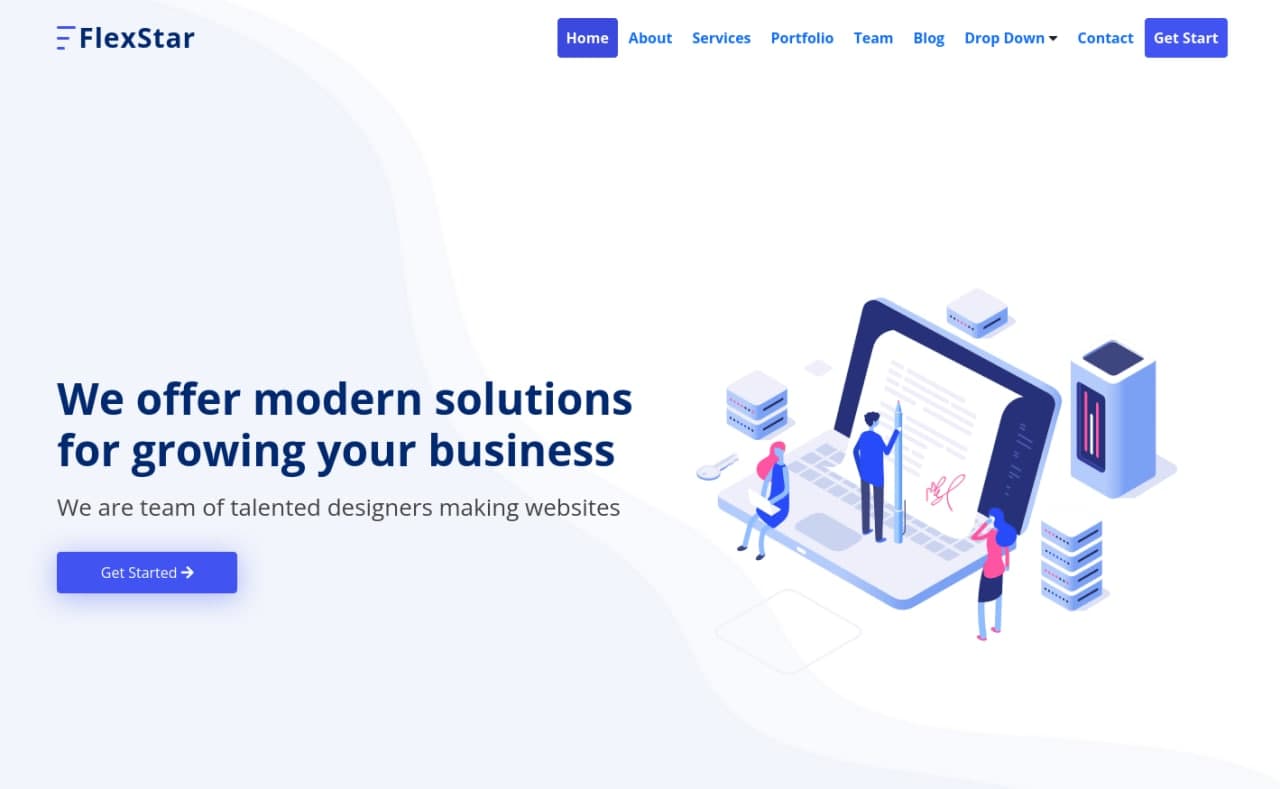 FlexStar
Home About Services Portfolio Team Blog Drop Down Contact Get Start
We offer modern solutions
for growing your business
We are team of talented designers making websites
Get Started